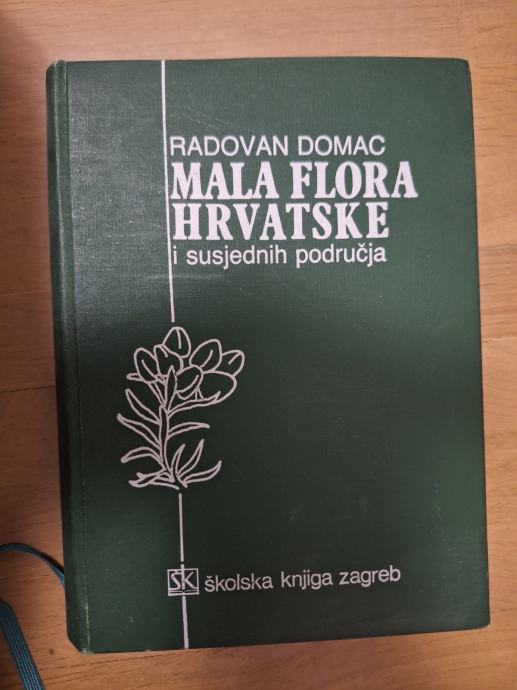 RADOVAN DOMAC
MALA FLORA
HRVATSKE
i susjednih područja
ŠK školska knjiga zagreb